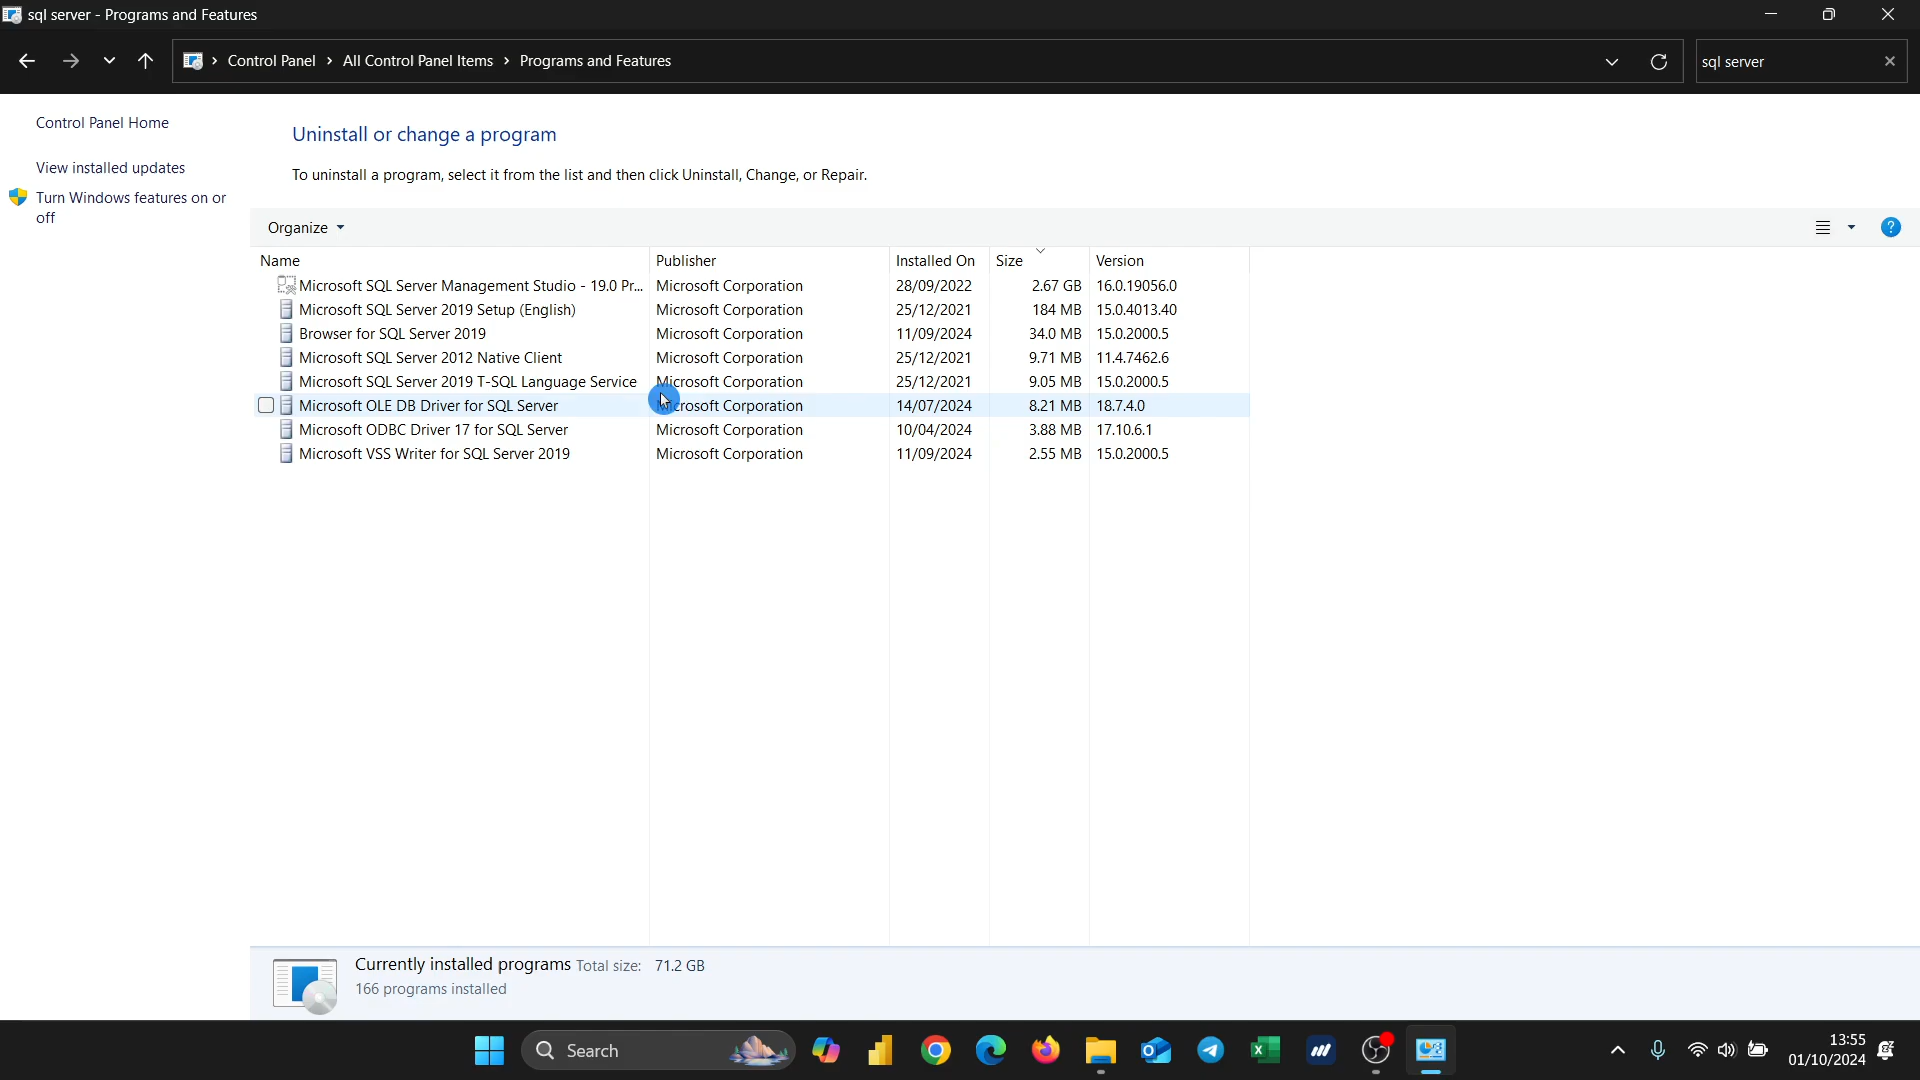 sql server - Programs and Features
Control Panel > All Control Panel Items > Programs and Features
sql server
Control Panel Home
View installed updates
Turn Windows features on or
off
Uninstall or change a program
To uninstall a program, select it from the list and then click Uninstall, Change, or Repair.
Organize
Name Publisher Installed On Size Version
Microsoft SQL Server Management Studio - 19.0 Pr... Microsoft Corporation 28/09/2022 2.67 GB 16.0.19056.0
Microsoft SQL Server 2019 Setup (English) Microsoft Corporation 25/12/2021 184 MB 15.0.4013.40
Browser for SQL Server 2019 Microsoft Corporation 11/09/2024 34.0 MB 15.0.2000.5
Microsoft SQL Server 2012 Native Client Microsoft Corporation 25/12/2021 9.71 MB 11.4.7462.6
Microsoft SQL Server 2019 T-SQL Language Service Microsoft Corporation 25/12/2021 9.05 MB 15.0.2000.5
Microsoft OLE DB Driver for SQL Server Microsoft Corporation 14/07/2024 8.21 MB 18.7.4.0
Microsoft ODBC Driver 17 for SQL Server Microsoft Corporation 10/04/2024 3.88 MB 17.10.6.1
Microsoft VSS Writer for SQL Server 2019 Microsoft Corporation 11/09/2024 2.55 MB 15.0.2000.5
Currently installed programs Total size: 71.2 GB
166 programs installed
Search
13:55
01/10/2024